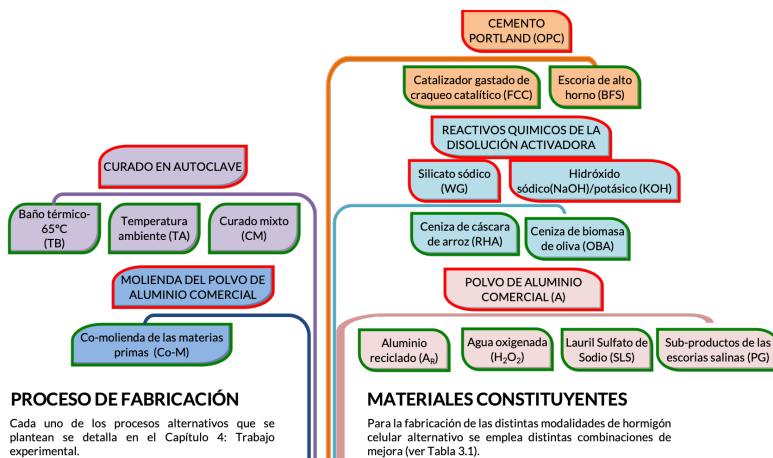 CEMENTO
PORTLAND (OPC)
Catalizador gastado de
craqueo catalítico (FCC)
Escoria de alto
horno (BFS)
REACTIVOS QUIMICOS DE LA
DISOLUCIÓN ACTIVADORA
Silicato sódico
(WG)
Hidróxido
sódico(NaOH)/potásico (KOH)
Ceniza de cáscara
de arroz (RHA)
Ceniza de biomasa
de oliva (OBA)
POLVO DE ALUMINIO
COMERCIAL (A)
Aluminio
reciclado (A_R)
Agua oxigenada
(H₂O₂)
Lauril Sulfato de
Sodio (SLS)
Sub-productos de las
escorias salinas (PG)
CURADO EN AUTOCLAVE
Baño térmico-
65°C
(TB)
Temperatura
ambiente (TA)
Curado mixto
(CM)
MOLIENDA DEL POLVO DE
ALUMINIO COMERCIAL
Co-molienda de las materias
primas (Co-M)
PROCESO DE FABRICACIÓN
Cada uno de los procesos alternativos que se
plantean se detalla en el Capítulo 4: Trabajo
experimental.
MATERIALES CONSTITUYENTES
Para la fabricación de las distintas modalidades de hormigón
celular alternativo se emplea distintas combinaciones de
mejora (ver Tabla 3.1).